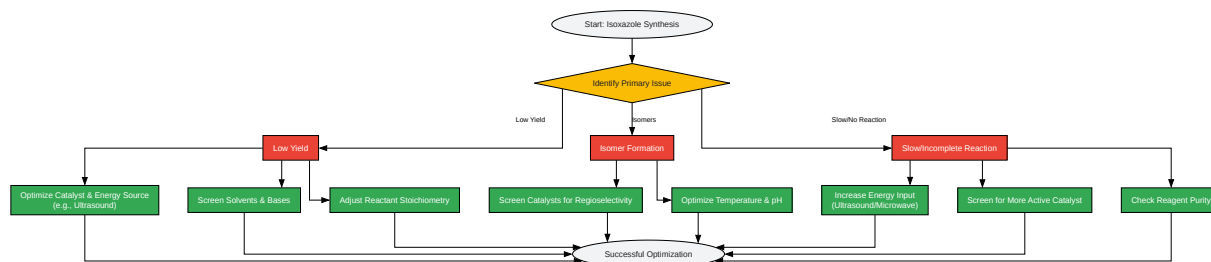 Start: Isoxazole Synthesis
Identify Primary Issue
Low Yield
Isomers
Slow/No Reaction
Low Yield
Isomer Formation
Slow/Incomplete Reaction
Optimize Catalyst & Energy Source
(e.g., Ultrasound)
Screen Solvents & Bases
Adjust Reactant Stoichiometry
Screen Catalysts for Regioselectivity
Optimize Temperature & pH
Increase Energy Input
(Ultrasound/Microwave)
Screen for More Active Catalyst
Check Reagent Purity
Successful Optimization